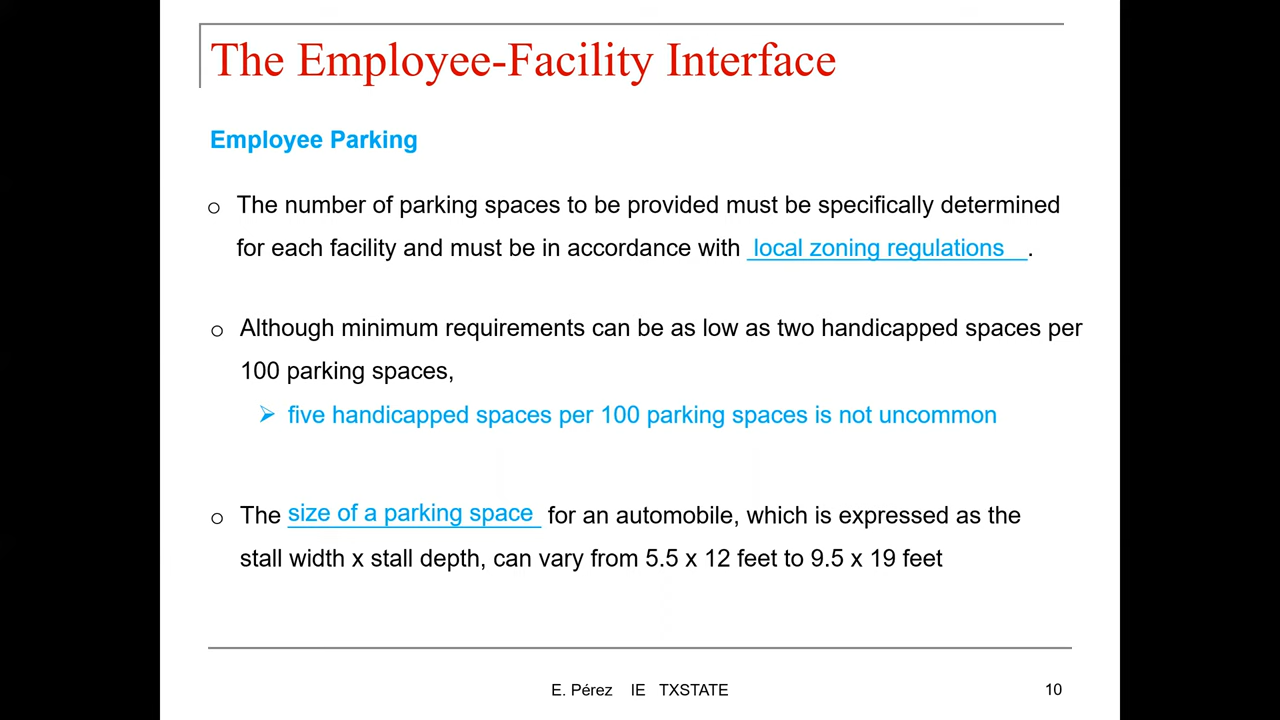 The Employee-Facility Interface
Employee Parking
o The number of parking spaces to be provided must be specifically determined
for each facility and must be in accordance with local zoning regulations.
o Although minimum requirements can be as low as two handicapped spaces per
100 parking spaces,
➢ five handicapped spaces per 100 parking spaces is not uncommon
o The size of a parking space for an automobile, which is expressed as the
stall width x stall depth, can vary from 5.5 x 12 feet to 9.5 x 19 feet
E. Pérez IE TXSTATE 10